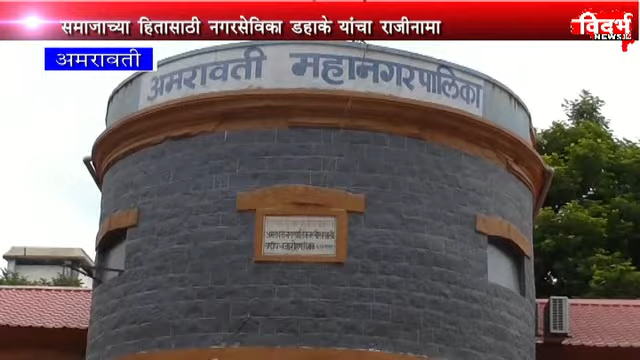 समाजाच्या हितासाठी नगरसेविका डहाके यांचा राजीनामा
विदर्भ
NEWS
अमरावती
अमरावती महानगरपालिका